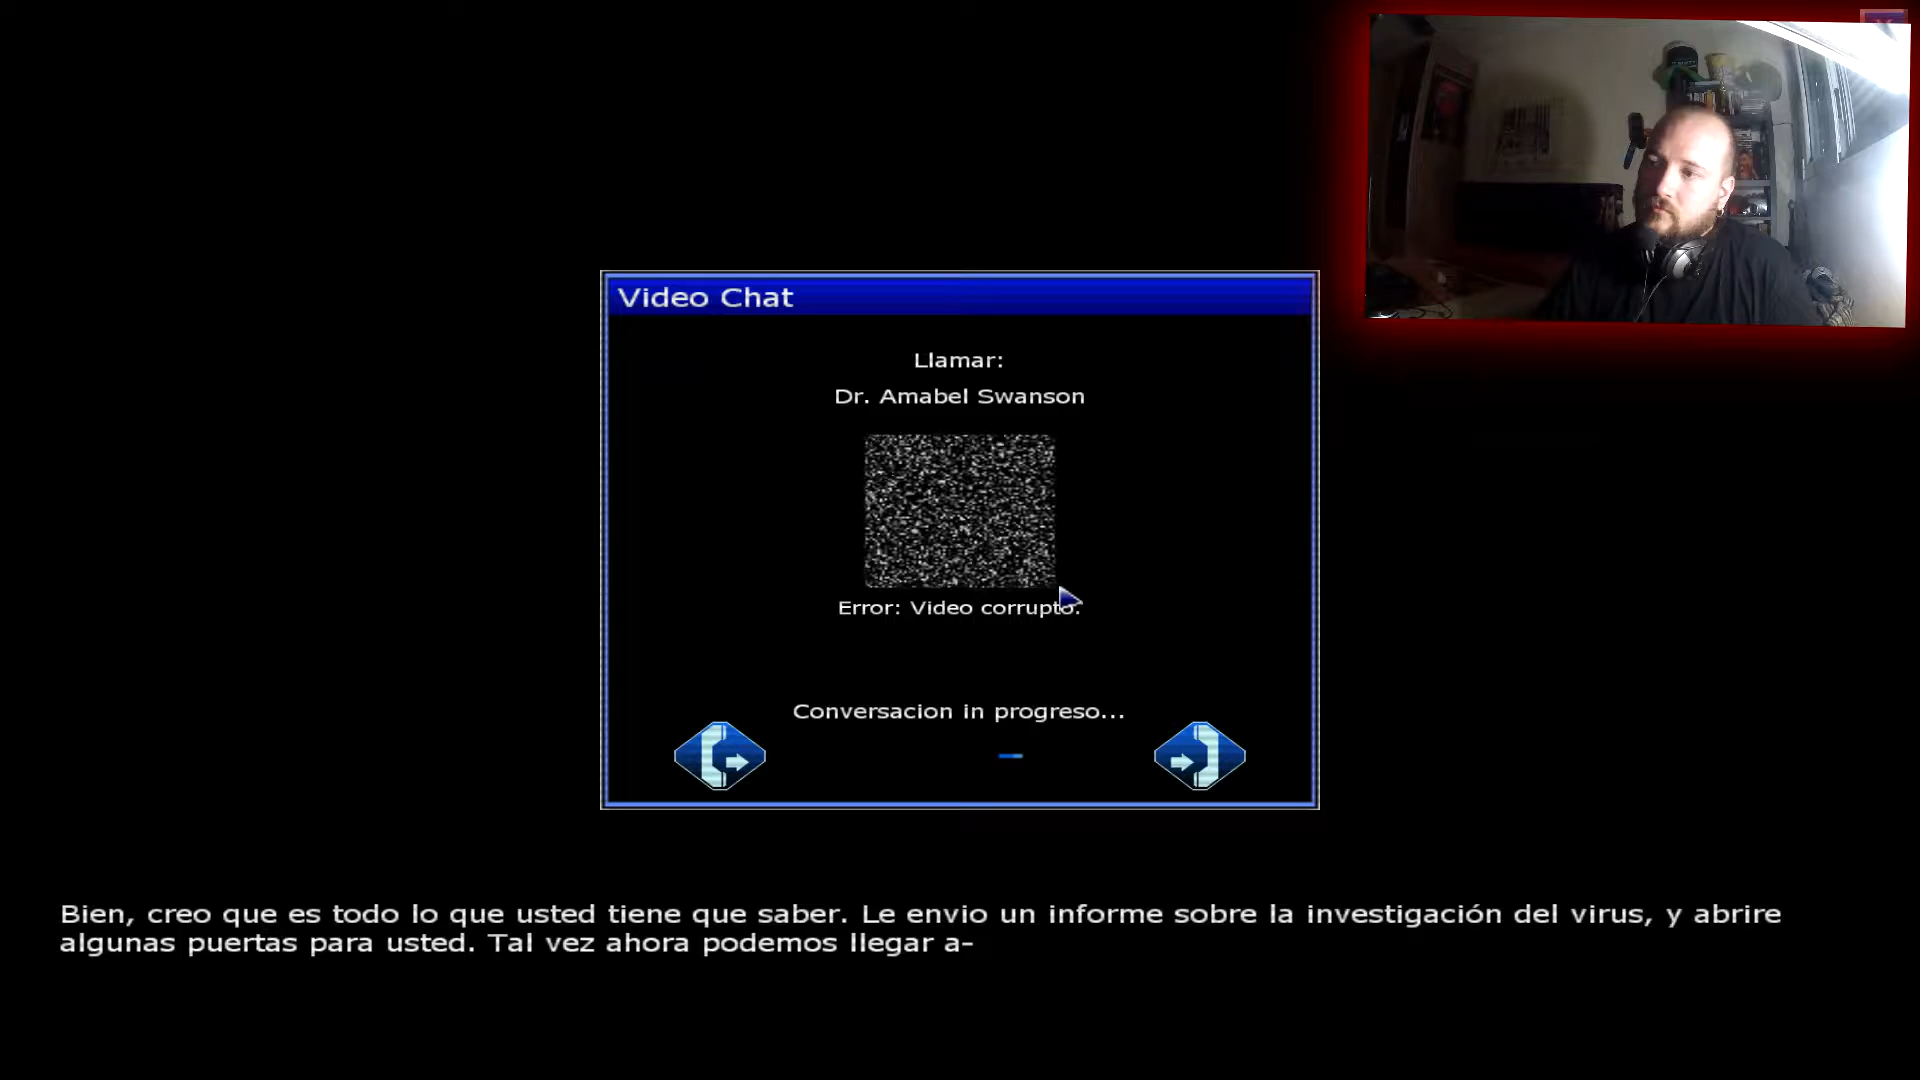 Video Chat
Llamar:
Dr. Amabel Swanson
Error: Video corrupto.
Conversacion in progreso...
Bien, creo que es todo lo que usted tiene que saber. Le envio un informe sobre la investigación del virus, y abrire
algunas puertas para usted. Tal vez ahora podemos llegar a-